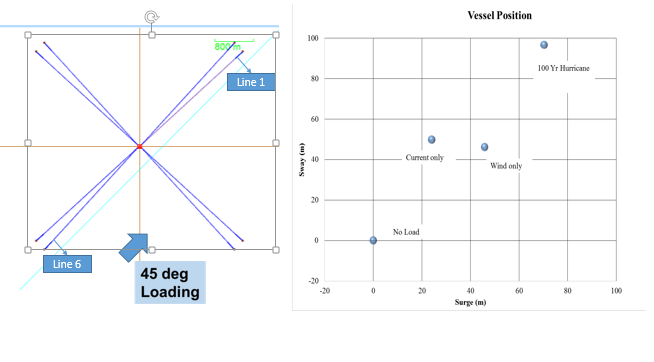 800 m
Line 1
Line 6
45 deg
Loading
Vessel Position
100
80
60
40
20
0
-20
Sway (m)
100 Yr Hurricane
Current only
Wind only
No Load
-20
0
20
40
60
80
100
Surge (m)